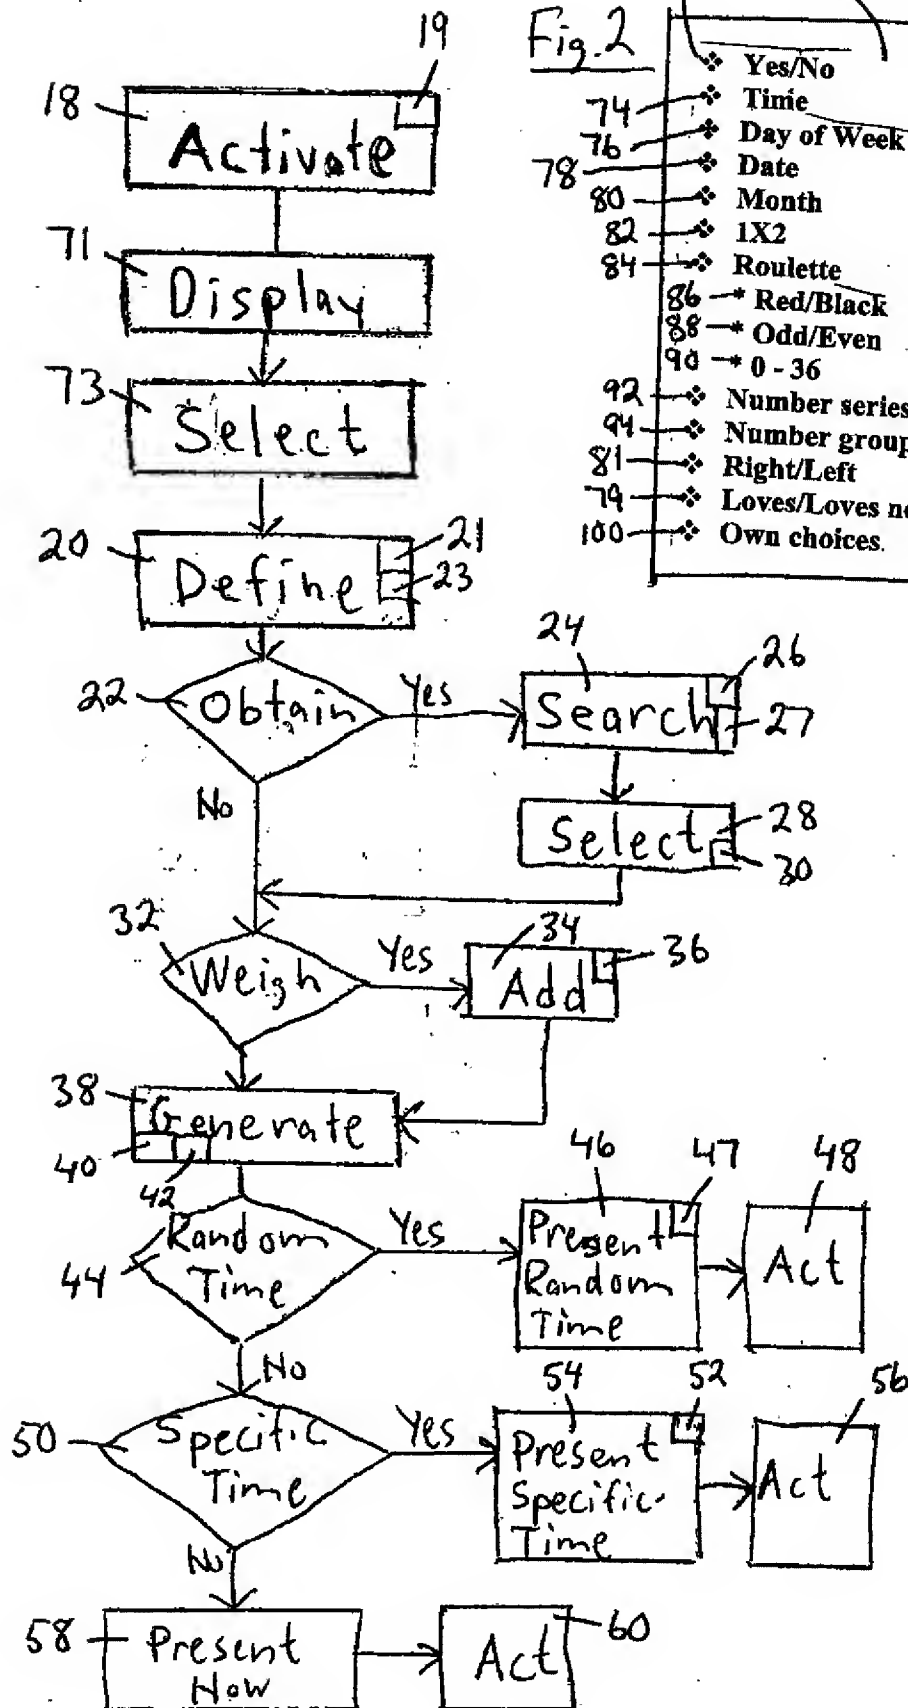 19
Fig. 2
18
Activate
Yes/No
74
Time
76
Day of Week
78
Date
80
Month
82
1X2
84
Roulette
86
* Red/Black
88
* Odd/Even
90
* 0 - 36
92
Number series
94
Number group
81
Right/Left
79
Loves/Loves
100
Own choices.
71
Display
73
Select
20
Define
21
23
22
Obtain
Yes
No
24
Search
26
27
Select
28
30
32
Weigh
Yes
34
Add
36
38
Generate
40
42
44
Random
Time
Yes
No
46
47
Present
Random
Time
48
Act
50
Specific
Time
Yes
No
54
52
Present
Specific
Time
56
Act
58
Present
Now
60
Act